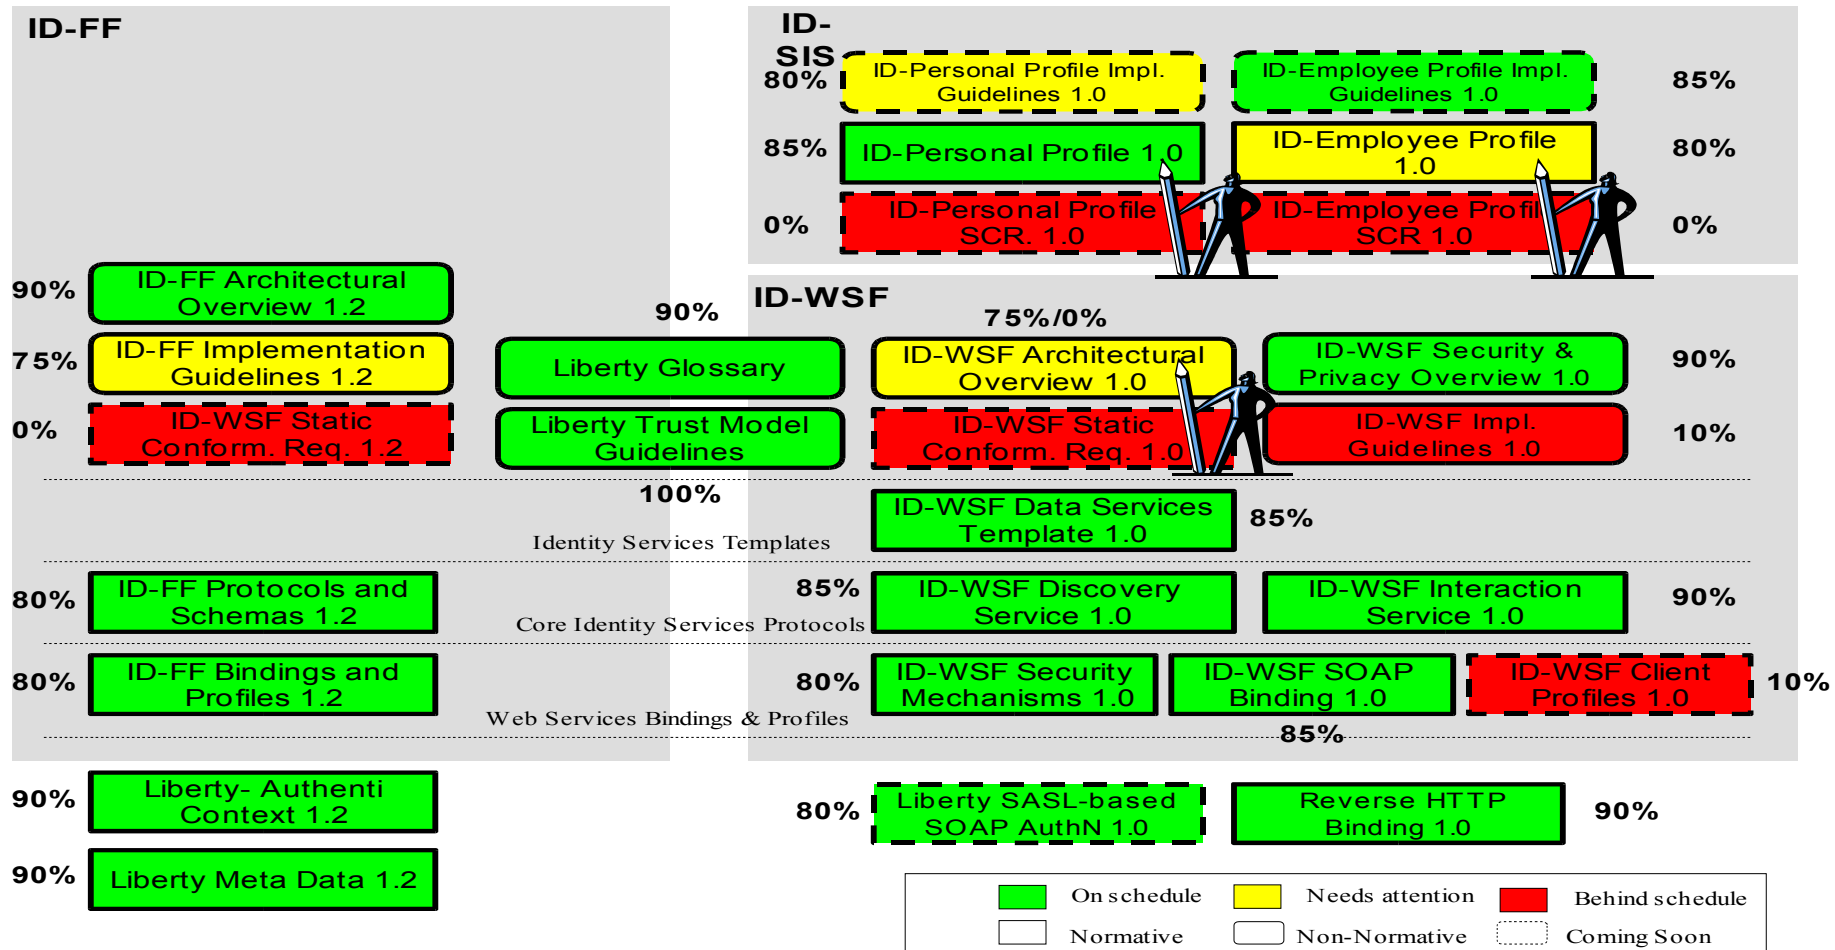 ID-FF
ID-
SIS
80%
ID-Personal Profile Impl.
Guidelines 1.0
ID-Employee Profile Impl.
Guidelines 1.0
85%
85%
ID-Personal Profile 1.0
ID-Employee Profile
1.0
80%
0%
ID-Personal Profile
SCR. 1.0
ID-Employee Profil
SCR 1.0
0%
90%
ID-FF Architectural
Overview 1.2
75%
ID-FF Implementation
Guidelines 1.2
0%
ID-WSF Static
Conform. Req. 1.2
90%
Liberty Glossary
Liberty Trust Model
Guidelines
100%
ID-WSF
75%/0%
ID-WSF Architectural
Overview 1.0
ID-WSF Security &
Privacy Overview 1.0
90%
ID-WSF Static
Conform. Req. 1.0
ID-WSF Impl.
Guidelines 1.0
10%
ID-WSF Data Services
Template 1.0
85%
Identity Services Templates
80%
ID-FF Protocols and
Schemas 1.2
85%
ID-WSF Discovery
Service 1.0
ID-WSF Interaction
Service 1.0
90%
Core Identity Services Protocols
80%
ID-FF Bindings and
Profiles 1.2
80%
ID-WSF Security
Mechanisms 1.0
ID-WSF SOAP
Binding 1.0
ID-WSF Client
Profiles 1.0
10%
Web Services Bindings & Profiles
85%
90%
Liberty- Authenti
Context 1.2
80%
Liberty SASL-based
SOAP AuthN 1.0
Reverse HTTP
Binding 1.0
90%
90%
Liberty Meta Data 1.2
On schedule
Needs attention
Behind schedule
Normative
Non-Normative
Coming Soon